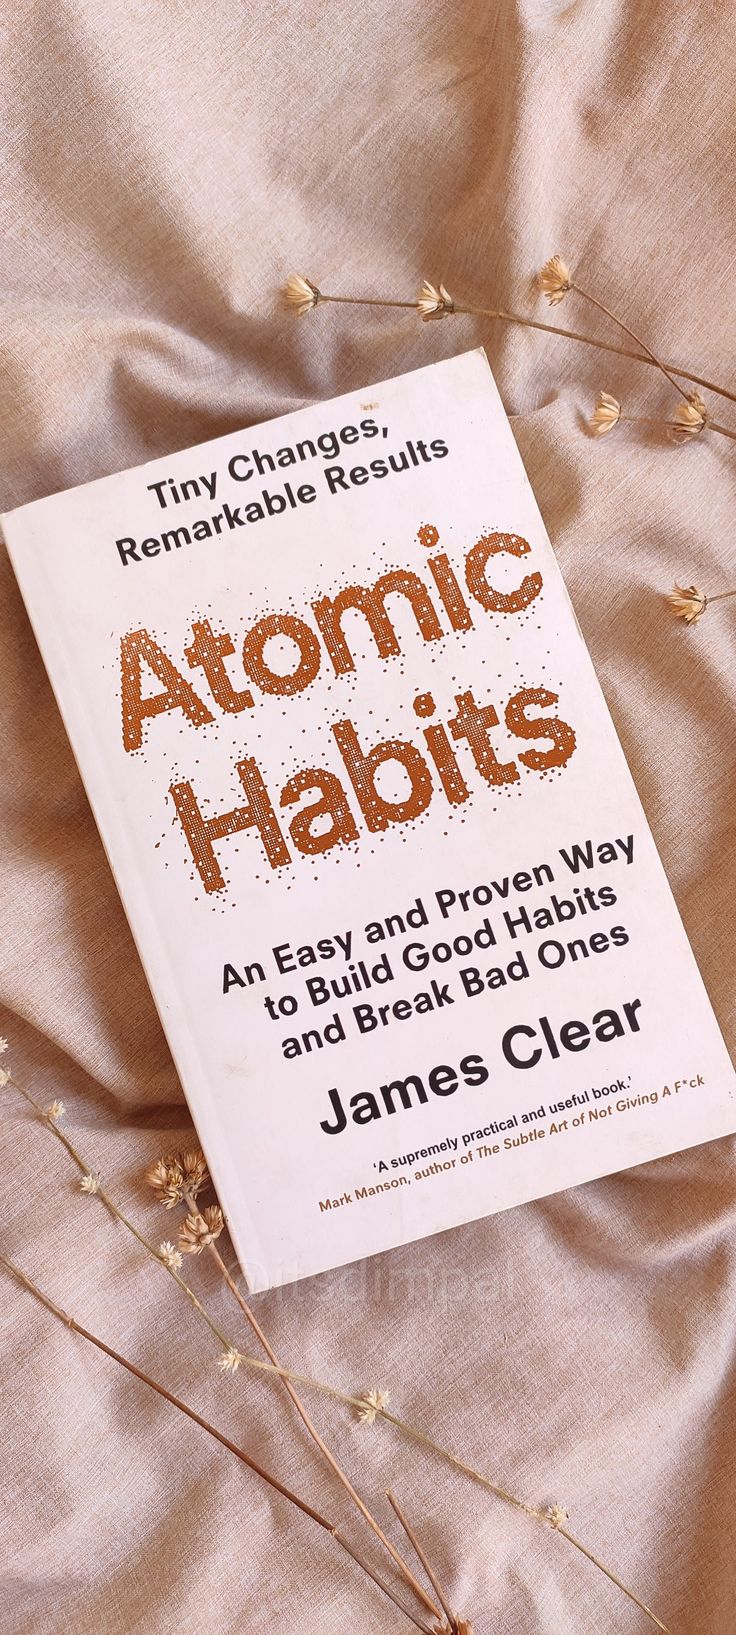 Tiny Changes,
Remarkable Results
Atomic
Habits
An Easy and Proven Way
to Build Good Habits
and Break Bad Ones
James Clear
‘A supremely practical and useful book.’
Mark Manson, author of The Subtle Art of Not Giving A F*ck
@itsdimpal